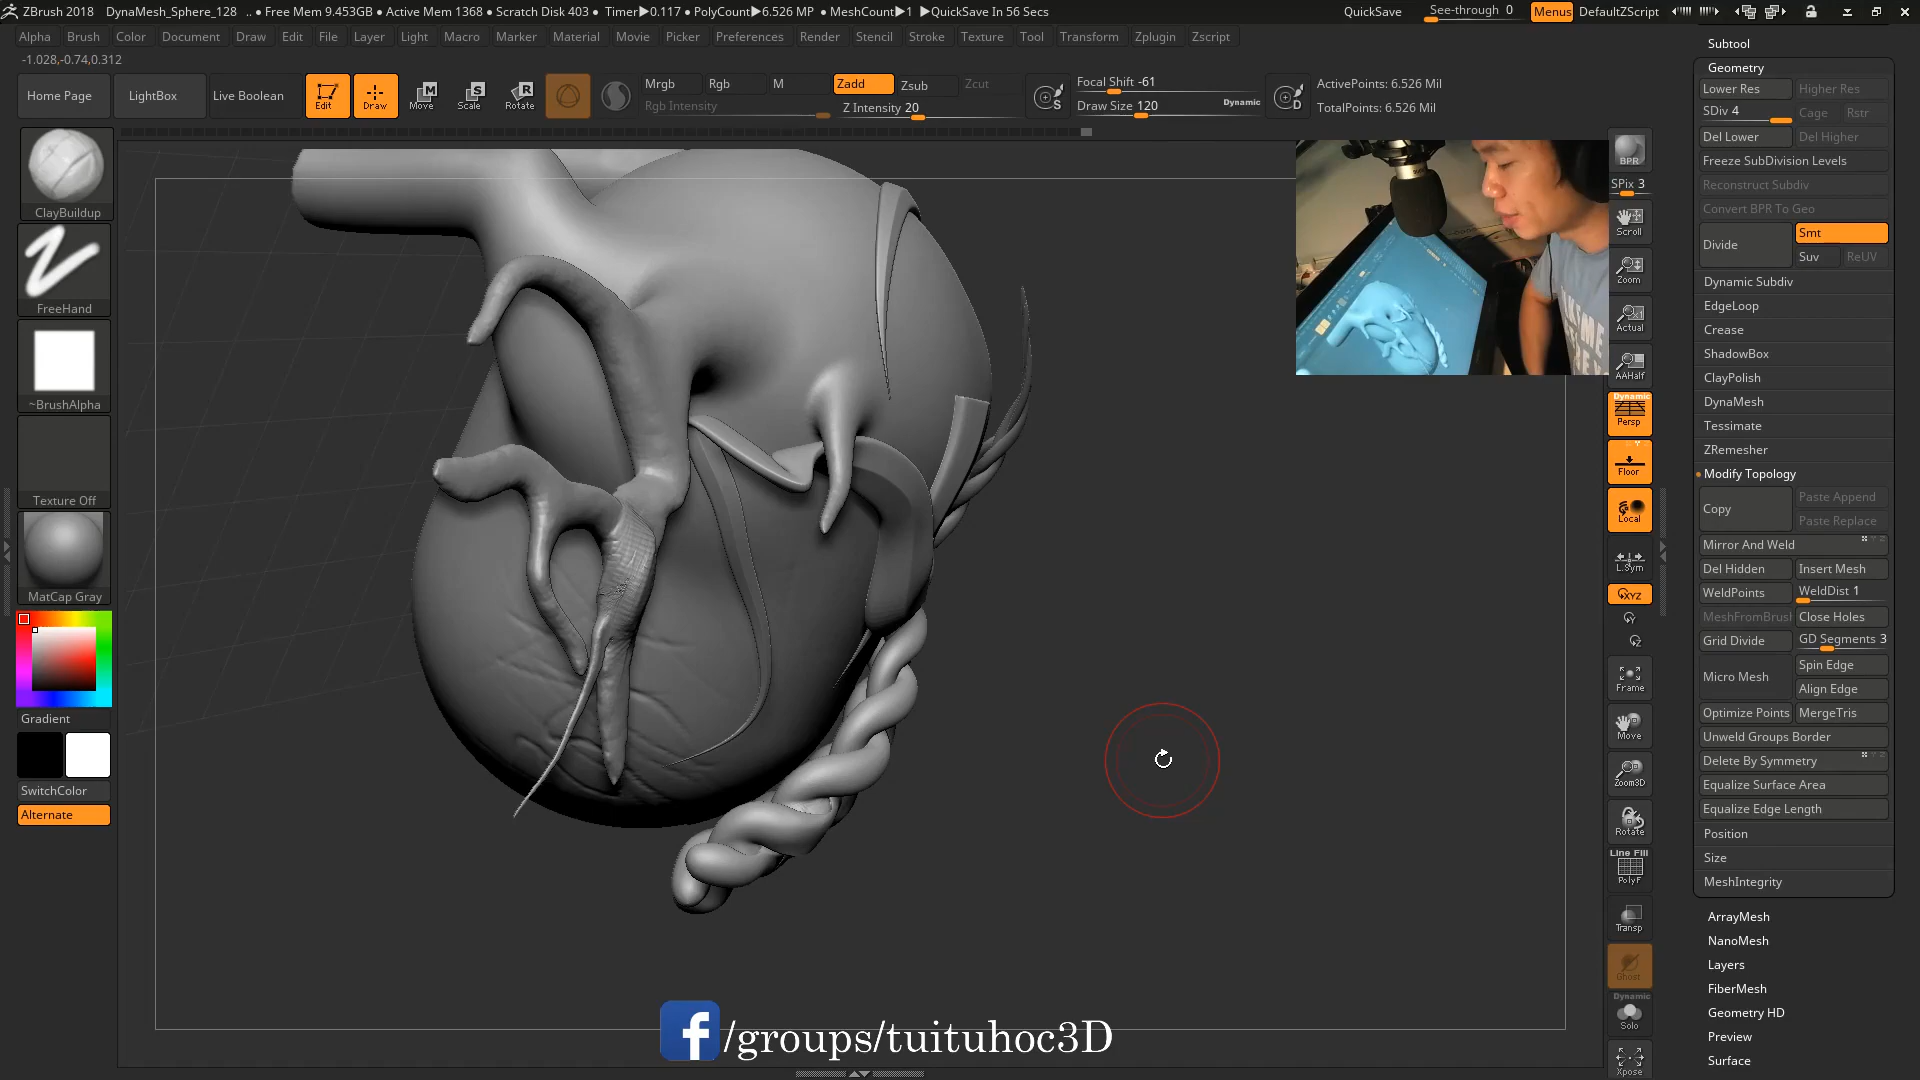 ZBrush 2018 DynaMesh_Sphere_128 .. ● Free Mem 9.453GB ● Active Mem 1368 ● Scratch Disk 403 ● Timer▶0.117 ● PolyCount▶6.526 MP ● MeshCount▶1 ▶QuickSave In 56 Secs QuickSave See-through 0 Menus DefaultZScript
Alpha Brush Color Document Draw Edit File Layer Light Macro Marker Material Movie Picker Preferences Render Stencil Stroke Texture Tool Transform Zplugin Zscript
-1.028,-0.74,0.312
Home Page LightBox Live Boolean Edit Draw Move Scale Rotate
Mrgb Rgb M Zadd Zsub Zcut
Rgb Intensity Z Intensity 20
S Focal Shift -61
Draw Size 120 Dynamic
D ActivePoints: 6.526 Mil
TotalPoints: 6.526 Mil
ClayBuildup
FreeHand
~BrushAlpha
Texture Off
MatCap Gray
Gradient
SwitchColor
Alternate
BPR
SPix 3
Scroll
Zoom
Actual
AAHalf
Dynamic
Persp
Floor
Local
L.Sym
XYZ
Y
Z
Frame
Move
Zoom3D
Rotate
Line Fill
PolyF
Transp
Ghost
Dynamic
Solo
Xpose
Subtool
Geometry
Lower Res Higher Res
SDiv 4 Cage Rstr
Del Lower Del Higher
Freeze SubDivision Levels
Reconstruct Subdiv
Convert BPR To Geo
Divide Smt
Suv ReUV
Dynamic Subdiv
EdgeLoop
Crease
ShadowBox
ClayPolish
DynaMesh
Tessimate
ZRemesher
Modify Topology
Copy Paste Append
Paste Replace
Mirror And Weld
Del Hidden Insert Mesh
WeldPoints WeldDist 1
MeshFromBrus Close Holes
Grid Divide GD Segments 3
Micro Mesh Spin Edge
Align Edge
Optimize Points MergeTris
Unweld Groups Border
Delete By Symmetry
Equalize Surface Area
Equalize Edge Length
Position
Size
MeshIntegrity
ArrayMesh
NanoMesh
Layers
FiberMesh
Geometry HD
Preview
Surface
f/groups/tuituhoc3D